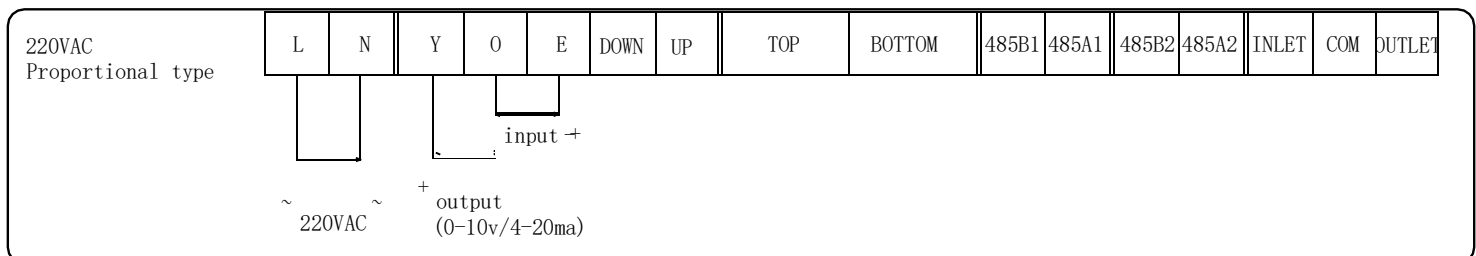 220VAC
Proportional type
L N Y O E DOWN UP TOP BOTTOM 485B1 485A1 485B2 485A2 INLET COM OUTLET
input -+
+
output
(0-10v/4-20ma)
~ ~
220VAC